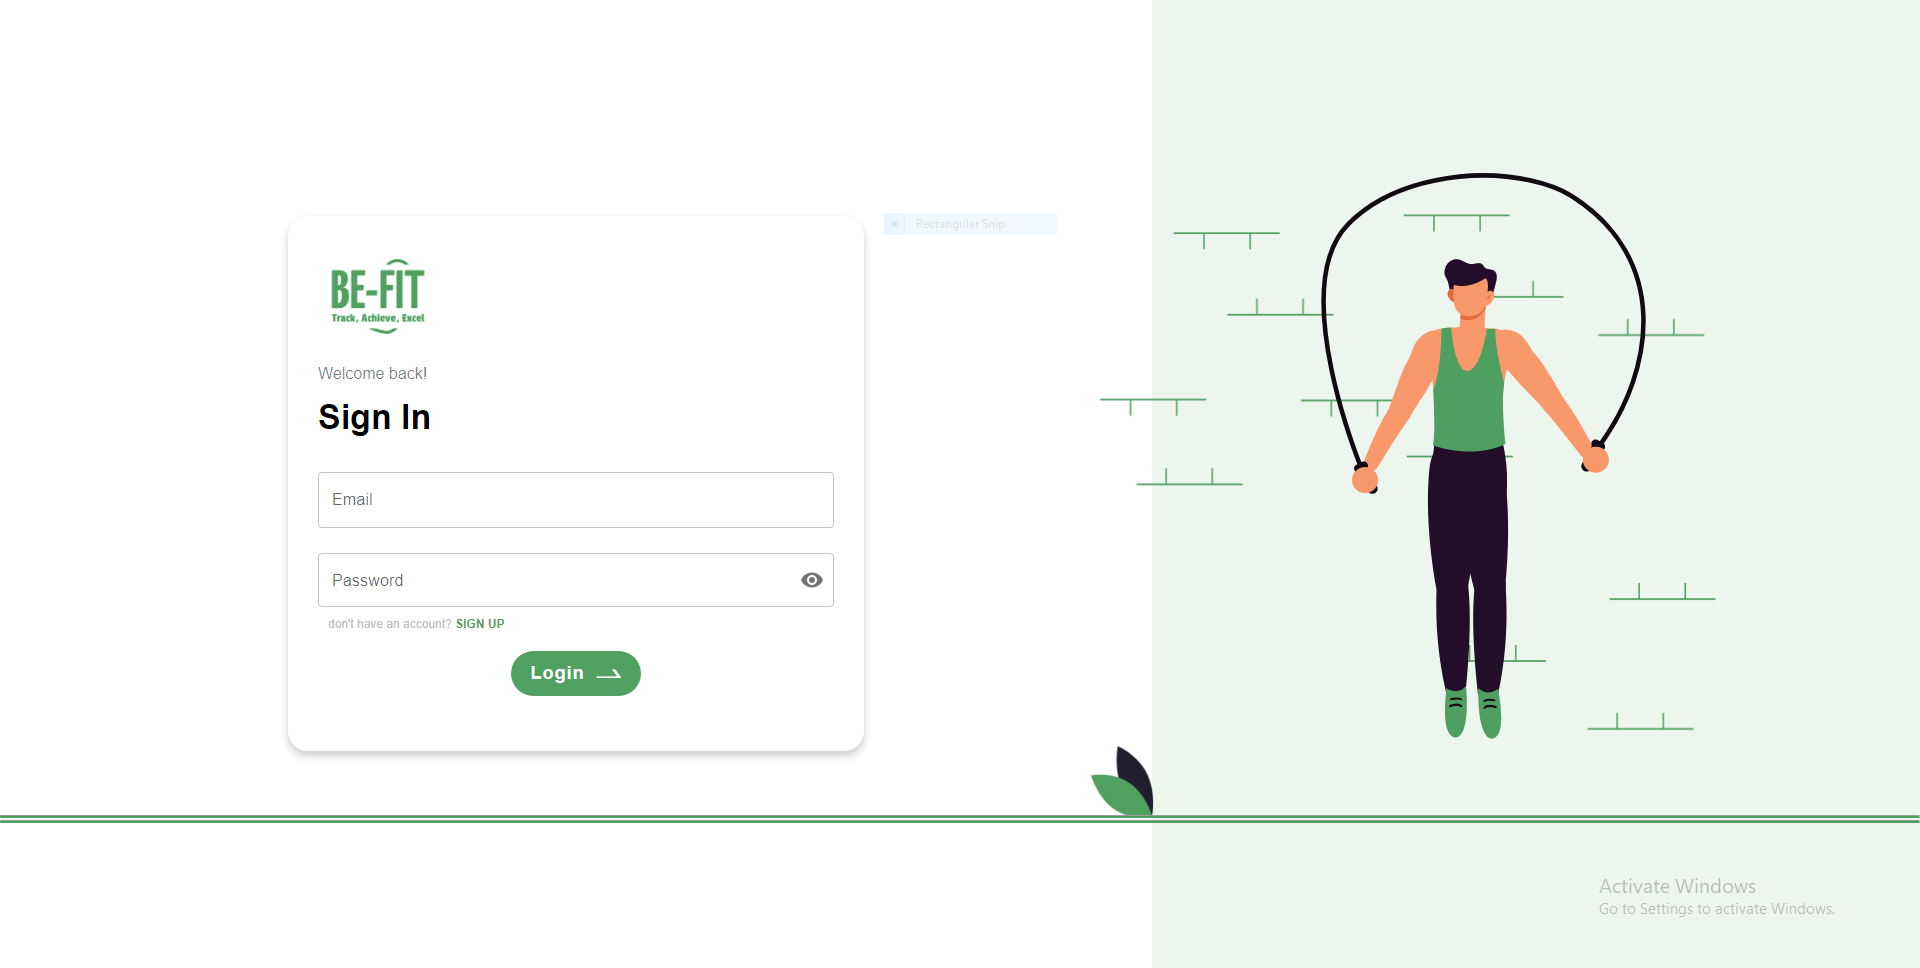 Rectangular Snip
BE-FIT
Track, Achieve, Excel
Welcome back!
Sign In
Email
Password
don't have an account? SIGN UP
Login
Activate Windows
Go to Settings to activate Windows.